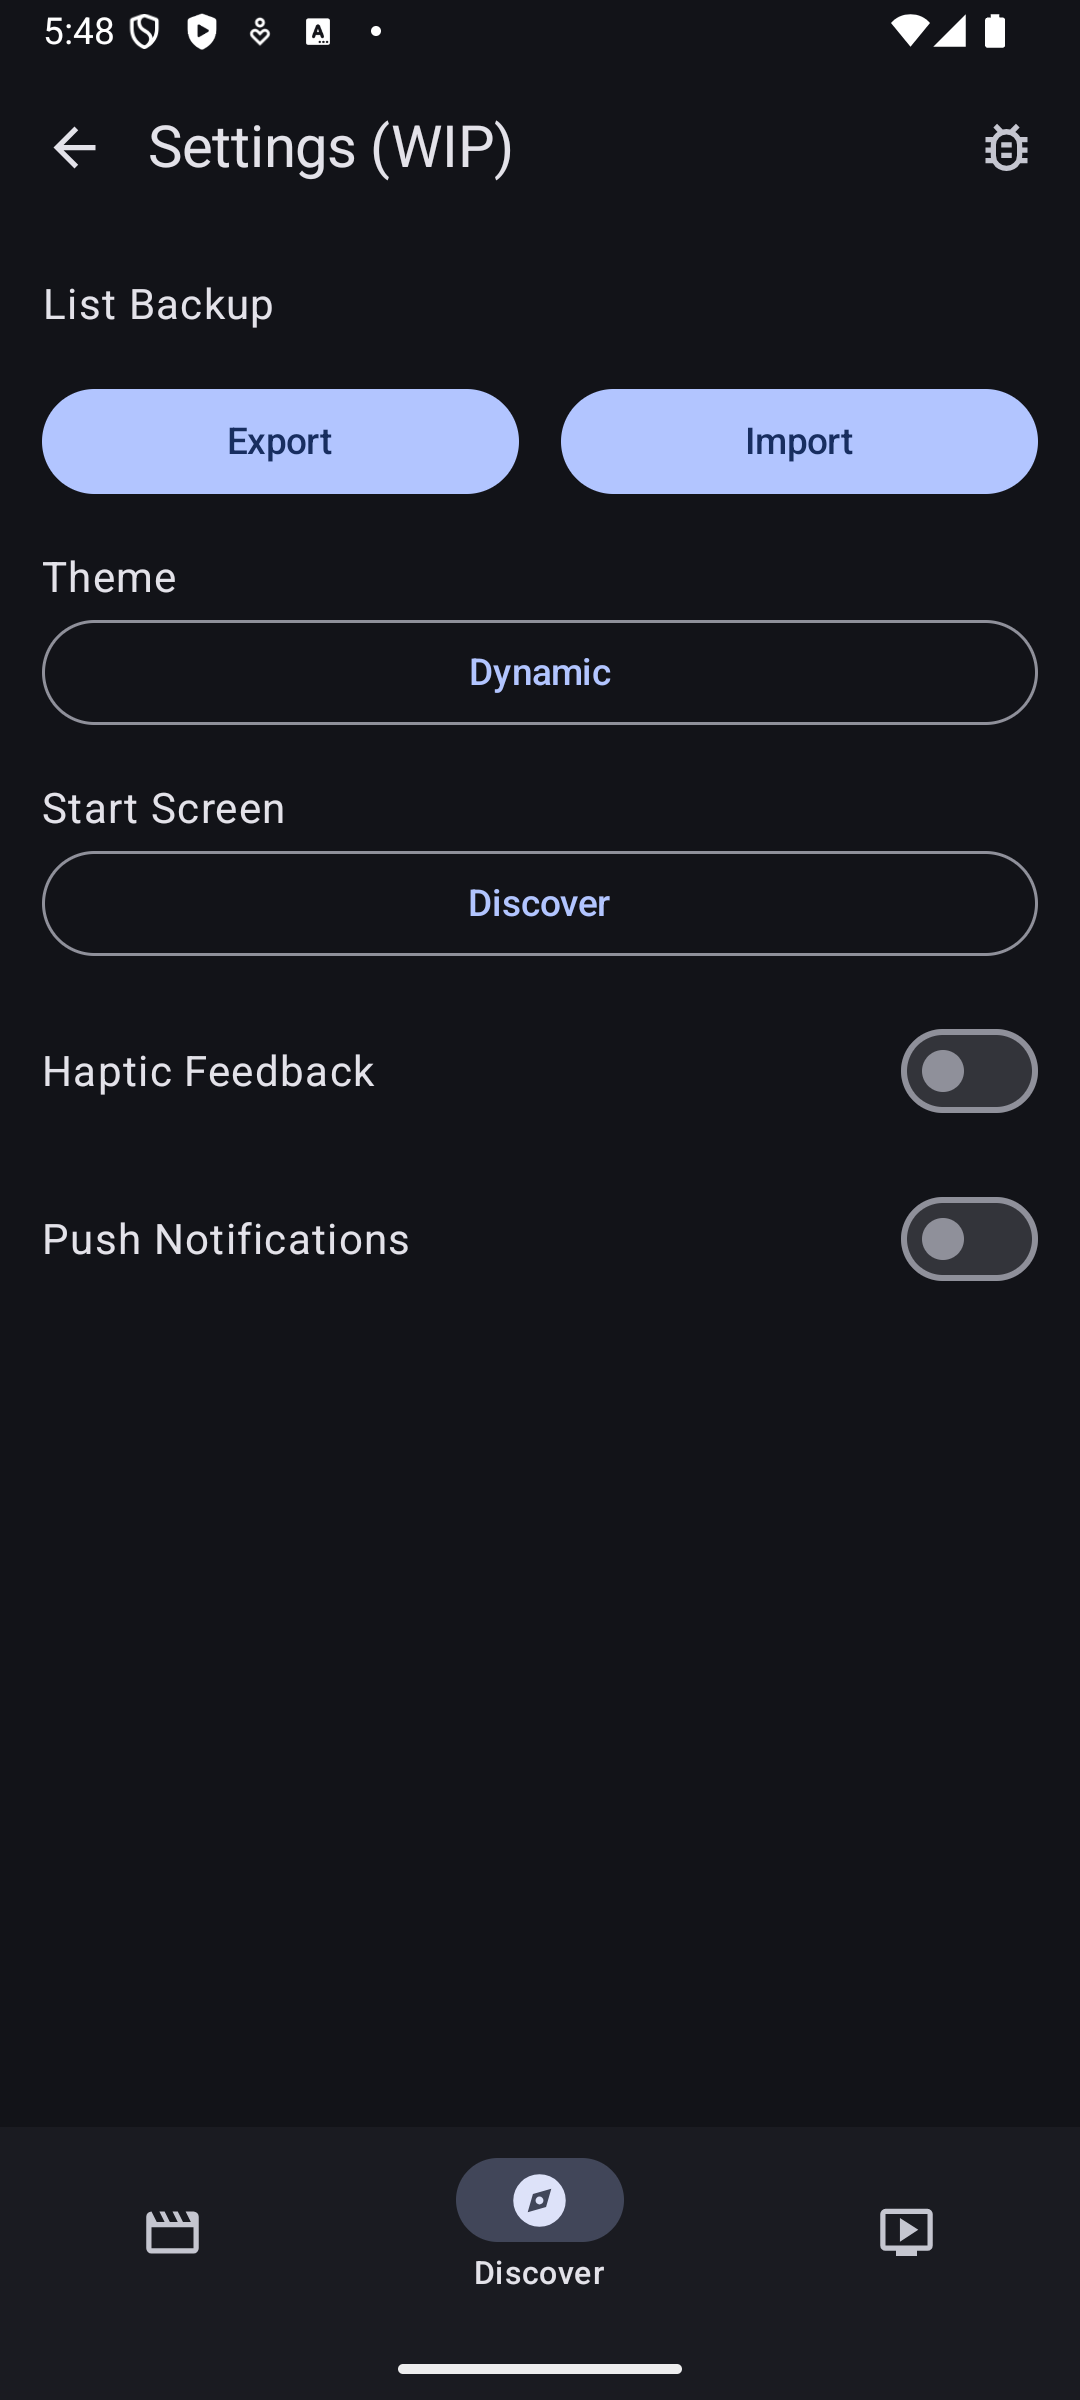 5:48
Settings (WIP)
List Backup
Export
Import
Theme
Dynamic
Start Screen
Discover
Haptic Feedback
Push Notifications
Discover